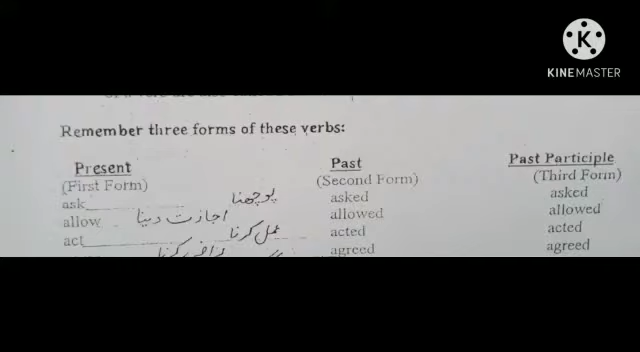 KINEMASTER
Remember three forms of these verbs:
Present Past Past Participle
(First Form) (Second Form) (Third Form)
ask پوچھنا asked asked
allow اجازت دینا allowed allowed
act عمل کرنا acted acted
agreed agreed